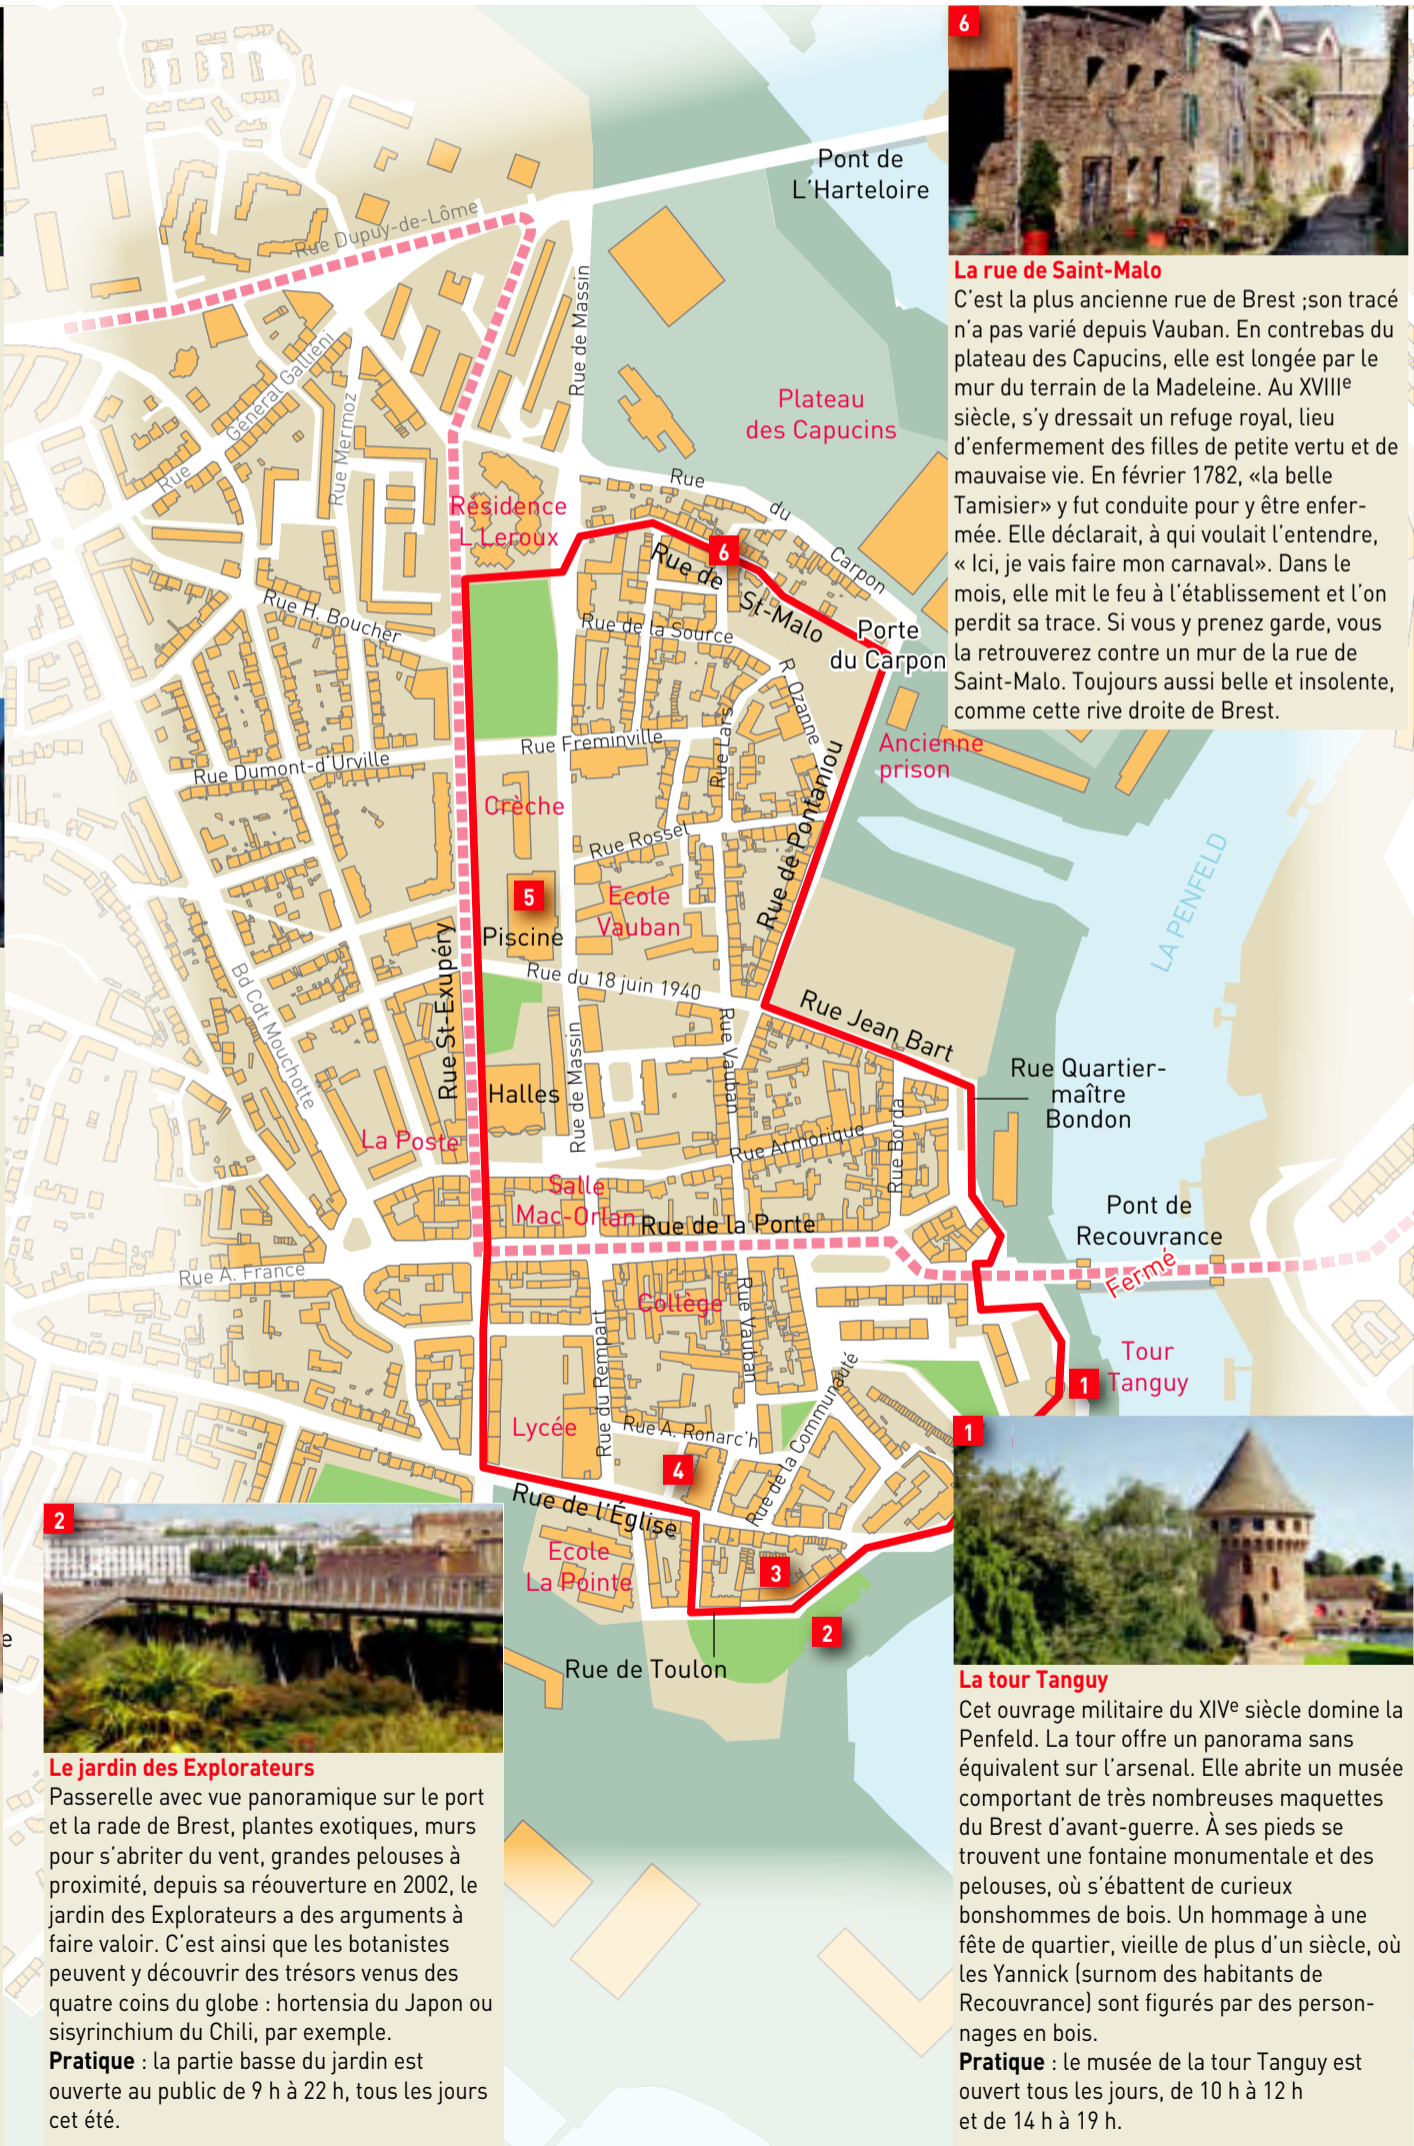 6
Pont de
L'Harteloire
Rue Dupuy-de-Lôme
Rue de Massin
Rue Général Galliéni
Rue Mermoz
Plateau
des Capucins
Résidence
L Leroux
Rue du Carpon
6
Rue de St-Malo
Rue H. Boucher
Rue de la Source
Porte
du Carpon
R. Ozanne
Rue Freminville
Rue Lars
Rue Dumont-d'Urville
Ancienne
prison
Crèche
Rue de Pontaniou
Rue Rossel
5
Ecole
Vauban
Piscine
LA PENFELD
Rue St-Exupéry
Rue du 18 juin 1940
Bd Cdt Mouchotte
Rue Jean Bart
Rue de Massin
Rue Vauban
Halles
Rue Quartier-
maître
Bondon
La Poste
Rue Armorique
Rue Borda
Salle
Mac-Orlan
Rue de la Porte
Pont de
Recouvrance
Fermé
Rue A. France
Collège
Rue Vauban
Rue du Rempart
Tour
Tanguy
1
Lycée
Rue A. Ronarc'h
Rue de la Communauté
4
Rue de l'Église
Ecole
La Pointe
3
2
Rue de Toulon
e
La rue de Saint-Malo
C'est la plus ancienne rue de Brest ;son tracé
n'a pas varié depuis Vauban. En contrebas du
plateau des Capucins, elle est longée par le
mur du terrain de la Madeleine. Au XVIIIe
siècle, s'y dressait un refuge royal, lieu
d'enfermement des filles de petite vertu et de
mauvaise vie. En février 1782, «la belle
Tamisier» y fut conduite pour y être enfer-
mée. Elle déclarait, à qui voulait l'entendre,
« Ici, je vais faire mon carnaval». Dans le
mois, elle mit le feu à l'établissement et l'on
perdit sa trace. Si vous y prenez garde, vous
la retrouverez contre un mur de la rue de
Saint-Malo. Toujours aussi belle et insolente,
comme cette rive droite de Brest.
2
Le jardin des Explorateurs
Passerelle avec vue panoramique sur le port
et la rade de Brest, plantes exotiques, murs
pour s'abriter du vent, grandes pelouses à
proximité, depuis sa réouverture en 2002, le
jardin des Explorateurs a des arguments à
faire valoir. C'est ainsi que les botanistes
peuvent y découvrir des trésors venus des
quatre coins du globe : hortensia du Japon ou
sisyrinchium du Chili, par exemple.
Pratique : la partie basse du jardin est
ouverte au public de 9 h à 22 h, tous les jours
cet été.
1
La tour Tanguy
Cet ouvrage militaire du XIVe siècle domine la
Penfeld. La tour offre un panorama sans
équivalent sur l'arsenal. Elle abrite un musée
comportant de très nombreuses maquettes
du Brest d'avant-guerre. À ses pieds se
trouvent une fontaine monumentale et des
pelouses, où s'ébattent de curieux
bonshommes de bois. Un hommage à une
fête de quartier, vieille de plus d'un siècle, où
les Yannick (surnom des habitants de
Recouvrance) sont figurés par des person-
nages en bois.
Pratique : le musée de la tour Tanguy est
ouvert tous les jours, de 10 h à 12 h
et de 14 h à 19 h.